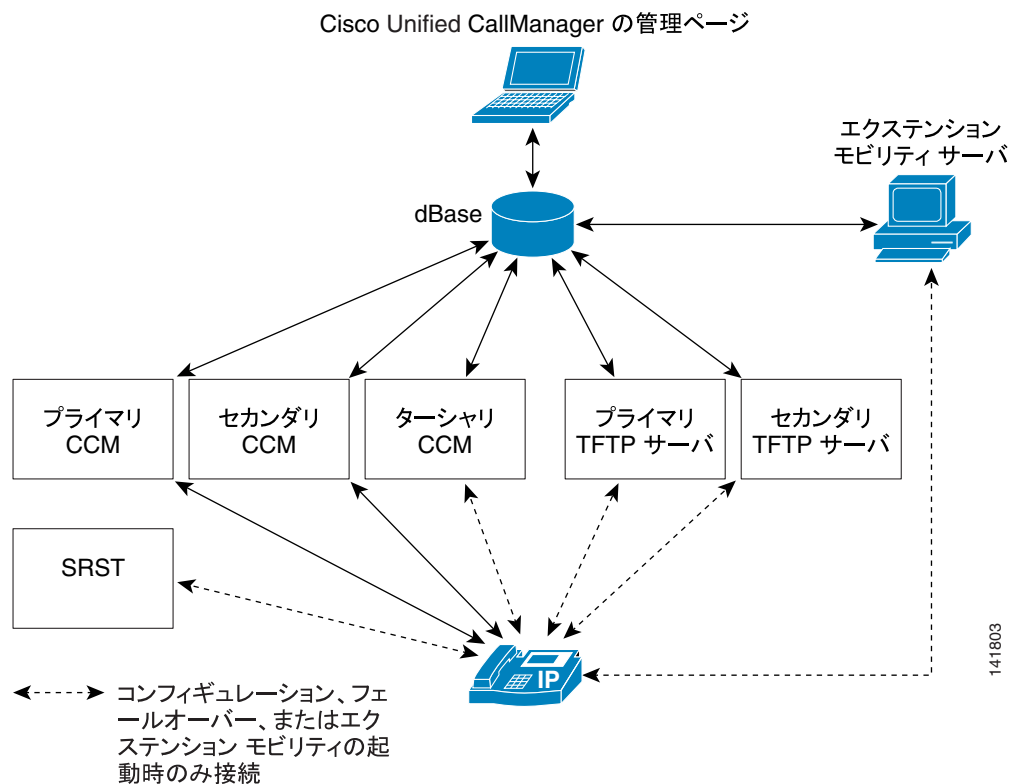 Cisco Unified CallManager の管理ページ
エクステンション
モビリティ サーバ
dBase
プライマリ
CCM
セカンダリ
CCM
ターシャリ
CCM
プライマリ
TFTP サーバ
セカンダリ
TFTP サーバ
SRST
IP
141803
コンフィギュレーション、フェ
ールオーバー、またはエク
ステンション モビリティの起
動時のみ接続